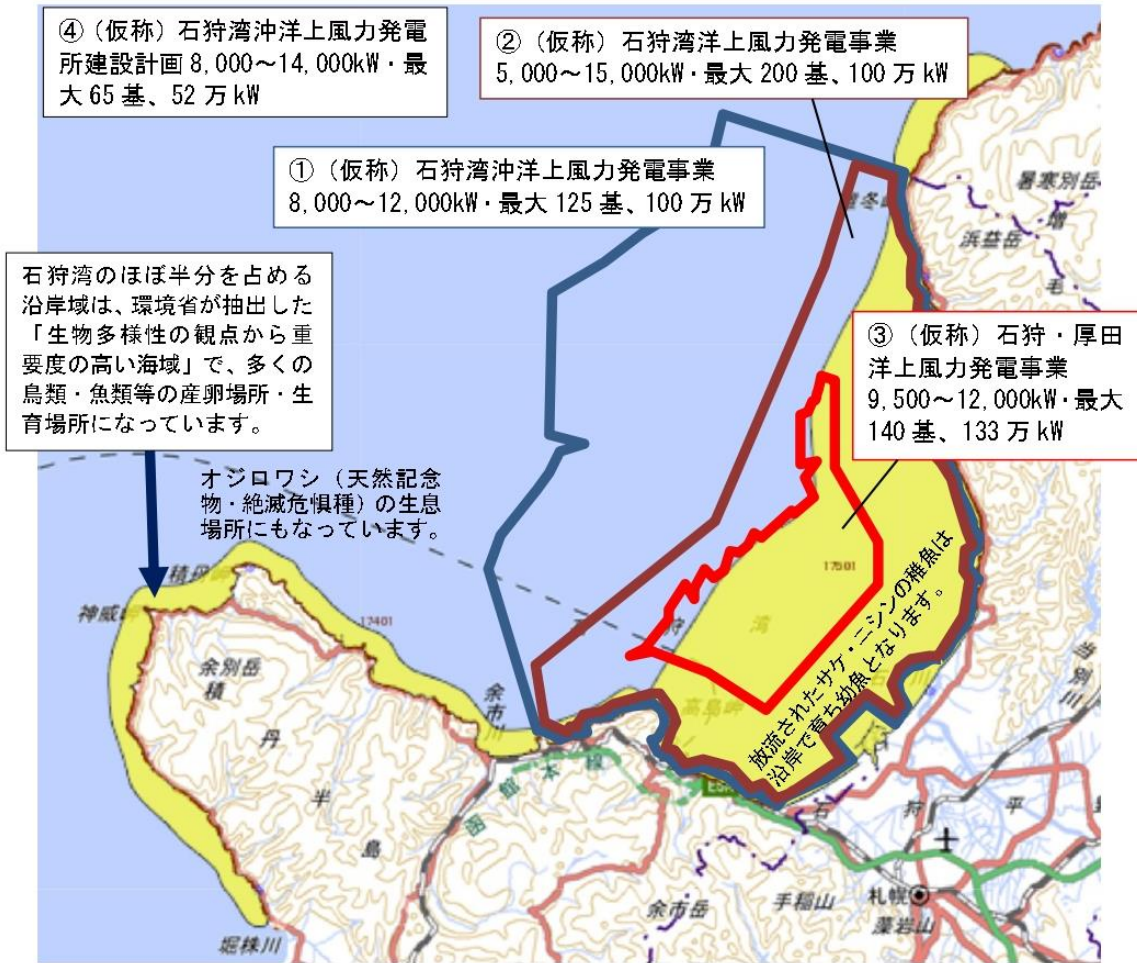 ④（仮称）石狩湾沖洋上風力発電
所建設計画 8,000～14,000kW・最
大 65 基、52 万 kW
②（仮称）石狩湾洋上風力発電事業
5,000～15,000kW・最大 200 基、100 万 kW
①（仮称）石狩湾沖洋上風力発電事業
8,000～12,000kW・最大 125 基、100 万 kW
石狩湾のほぼ半分を占める
沿岸域は、環境省が抽出した
「生物多様性の観点から重
要度の高い海域」で、多くの
鳥類・魚類等の産卵場所・生
育場所になっています。
③（仮称）石狩・厚田
洋上風力発電事業
9,500～12,000kW・最大
140 基、133 万 kW
オジロワシ（天然記念
物・絶滅危惧種）の生息
場所にもなっています。
放流されたサケ・ニシンの稚魚は
沿岸で育ち幼魚となります。
暑寒別岳
浜益岳
増
毛
雄冬岬
17501
湾
積丹岬
神威岬
17401
余別岳
積
丹
半
島
余市川
高島岬
当別川
石
狩
平
札幌
手稲山
藻岩山
余市岳
堀株川